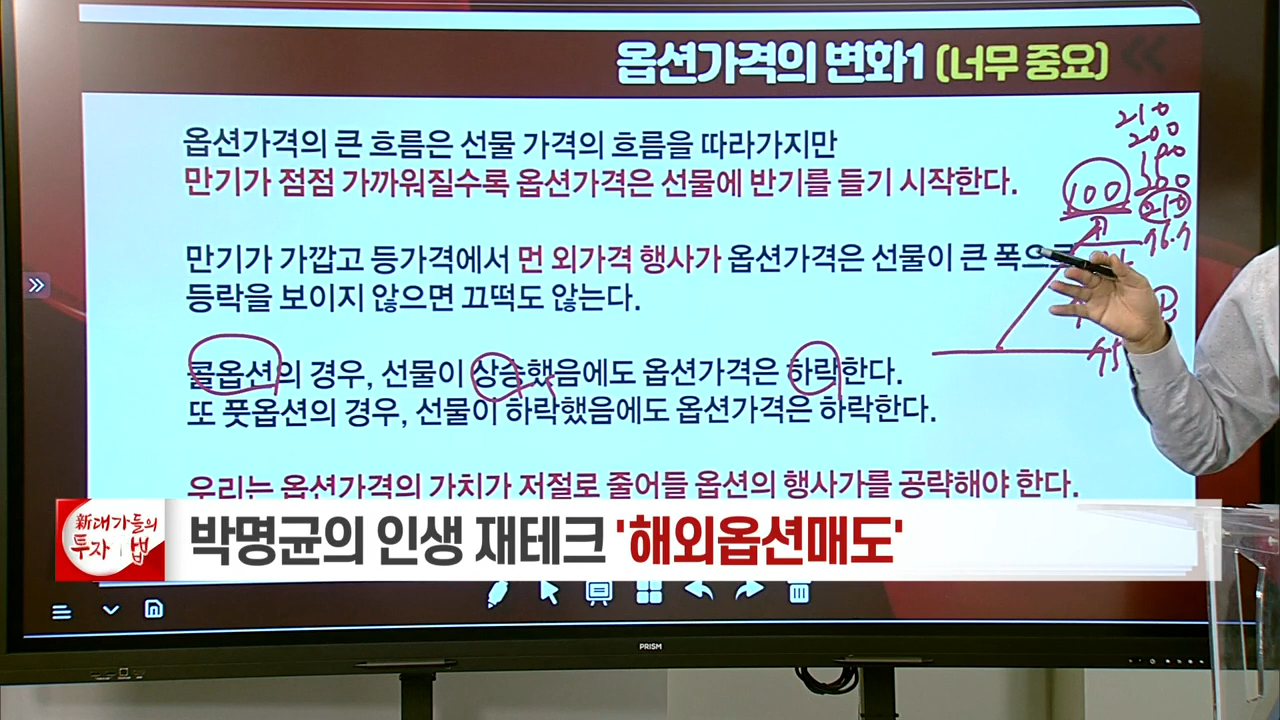 옵션가격의 변화1 (너무 중요)
옵션가격의 큰 흐름은 선물 가격의 흐름을 따라가지만
만기가 점점 가까워질수록 옵션가격은 선물에 반기를 들기 시작한다.
만기가 가깝고 등가격에서 먼 외가격 행사가 옵션가격은 선물이 큰 폭으로
등락을 보이지 않으면 끄떡도 않는다.
콜옵션의 경우, 선물이 상승했음에도 옵션가격은 하락한다.
또 풋옵션의 경우, 선물이 하락했음에도 옵션가격은 하락한다.
우리는 옵션가격의 가치가 저절로 줄어들 옵션의 행사가를 공략해야 한다.
210
200
100
新대가들의
투자 법
박명균의 인생 재테크 '해외옵션매도'
PRISM